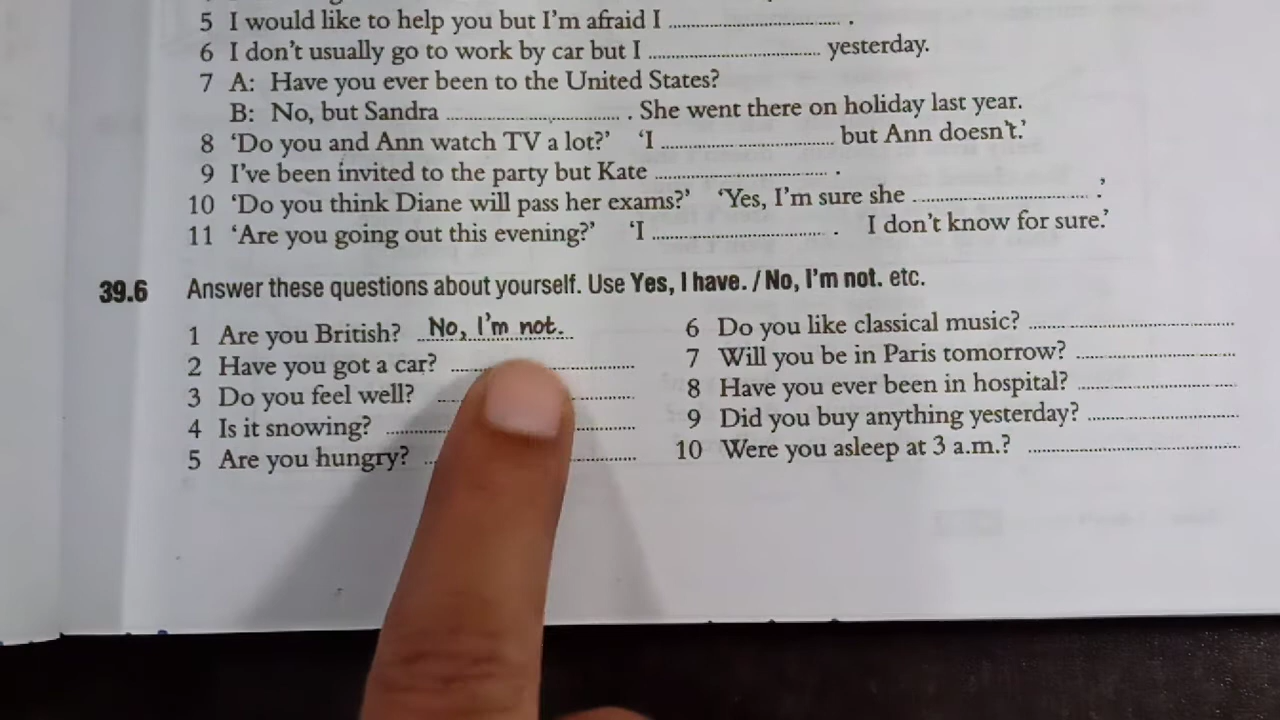 5 I would like to help you but I'm afraid I .............................. .
6 I don't usually go to work by car but I .............................. yesterday.
7 A: Have you ever been to the United States?
B: No, but Sandra .............................. . She went there on holiday last year.
8 ‘Do you and Ann watch TV a lot?’ ‘I .............................. but Ann doesn't.’
9 I've been invited to the party but Kate .............................. .
10 ‘Do you think Diane will pass her exams?’ ‘Yes, I'm sure she .............................. .’
11 ‘Are you going out this evening?’ ‘I .............................. . I don't know for sure.’
39.6 Answer these questions about yourself. Use Yes, I have. / No, I'm not. etc.
1 Are you British? No, I'm not.
2 Have you got a car? ..............................
3 Do you feel well? ..............................
4 Is it snowing? ..............................
5 Are you hungry? ..............................
6 Do you like classical music? ..............................
7 Will you be in Paris tomorrow? ..............................
8 Have you ever been in hospital? ..............................
9 Did you buy anything yesterday? ..............................
10 Were you asleep at 3 a.m.? ..............................